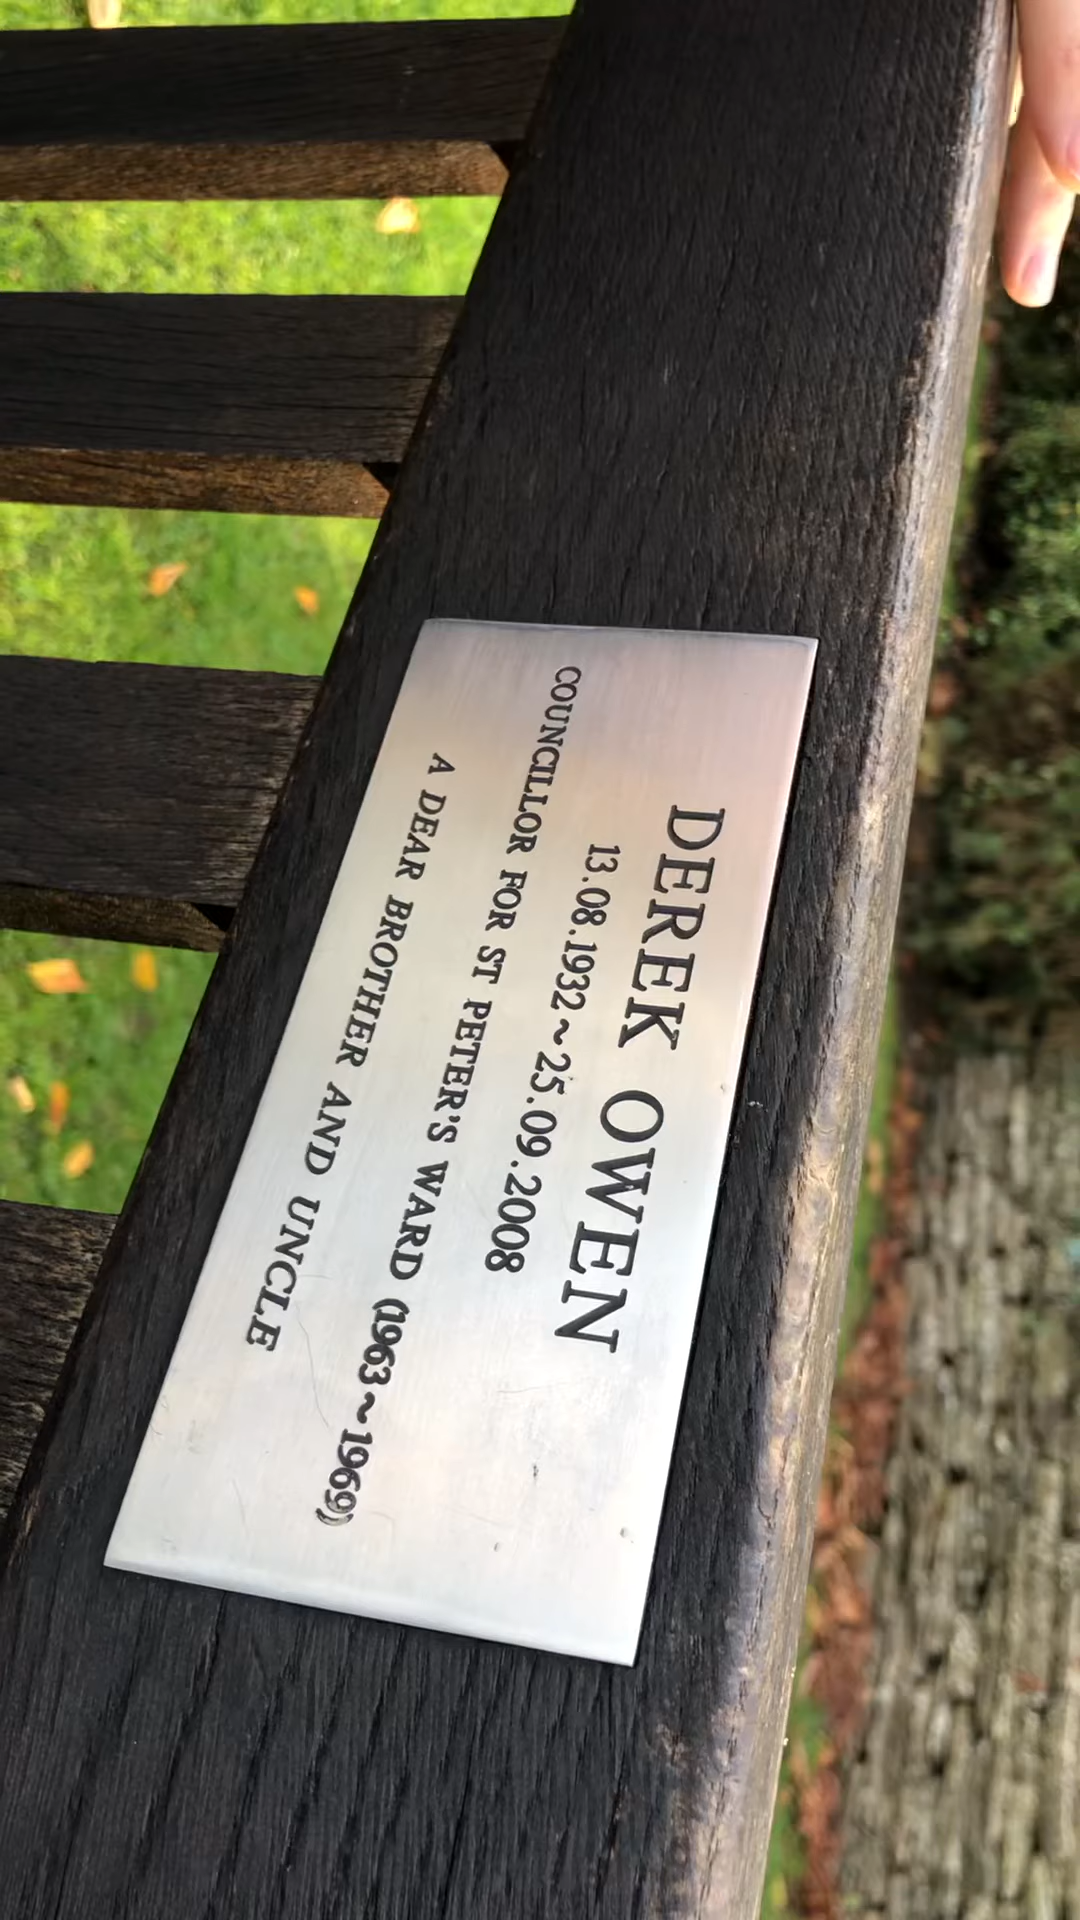 DEREK OWEN
13.08.1932~25.09.2008
COUNCILLOR FOR ST PETER'S WARD (1963~1969)
A DEAR BROTHER AND UNCLE